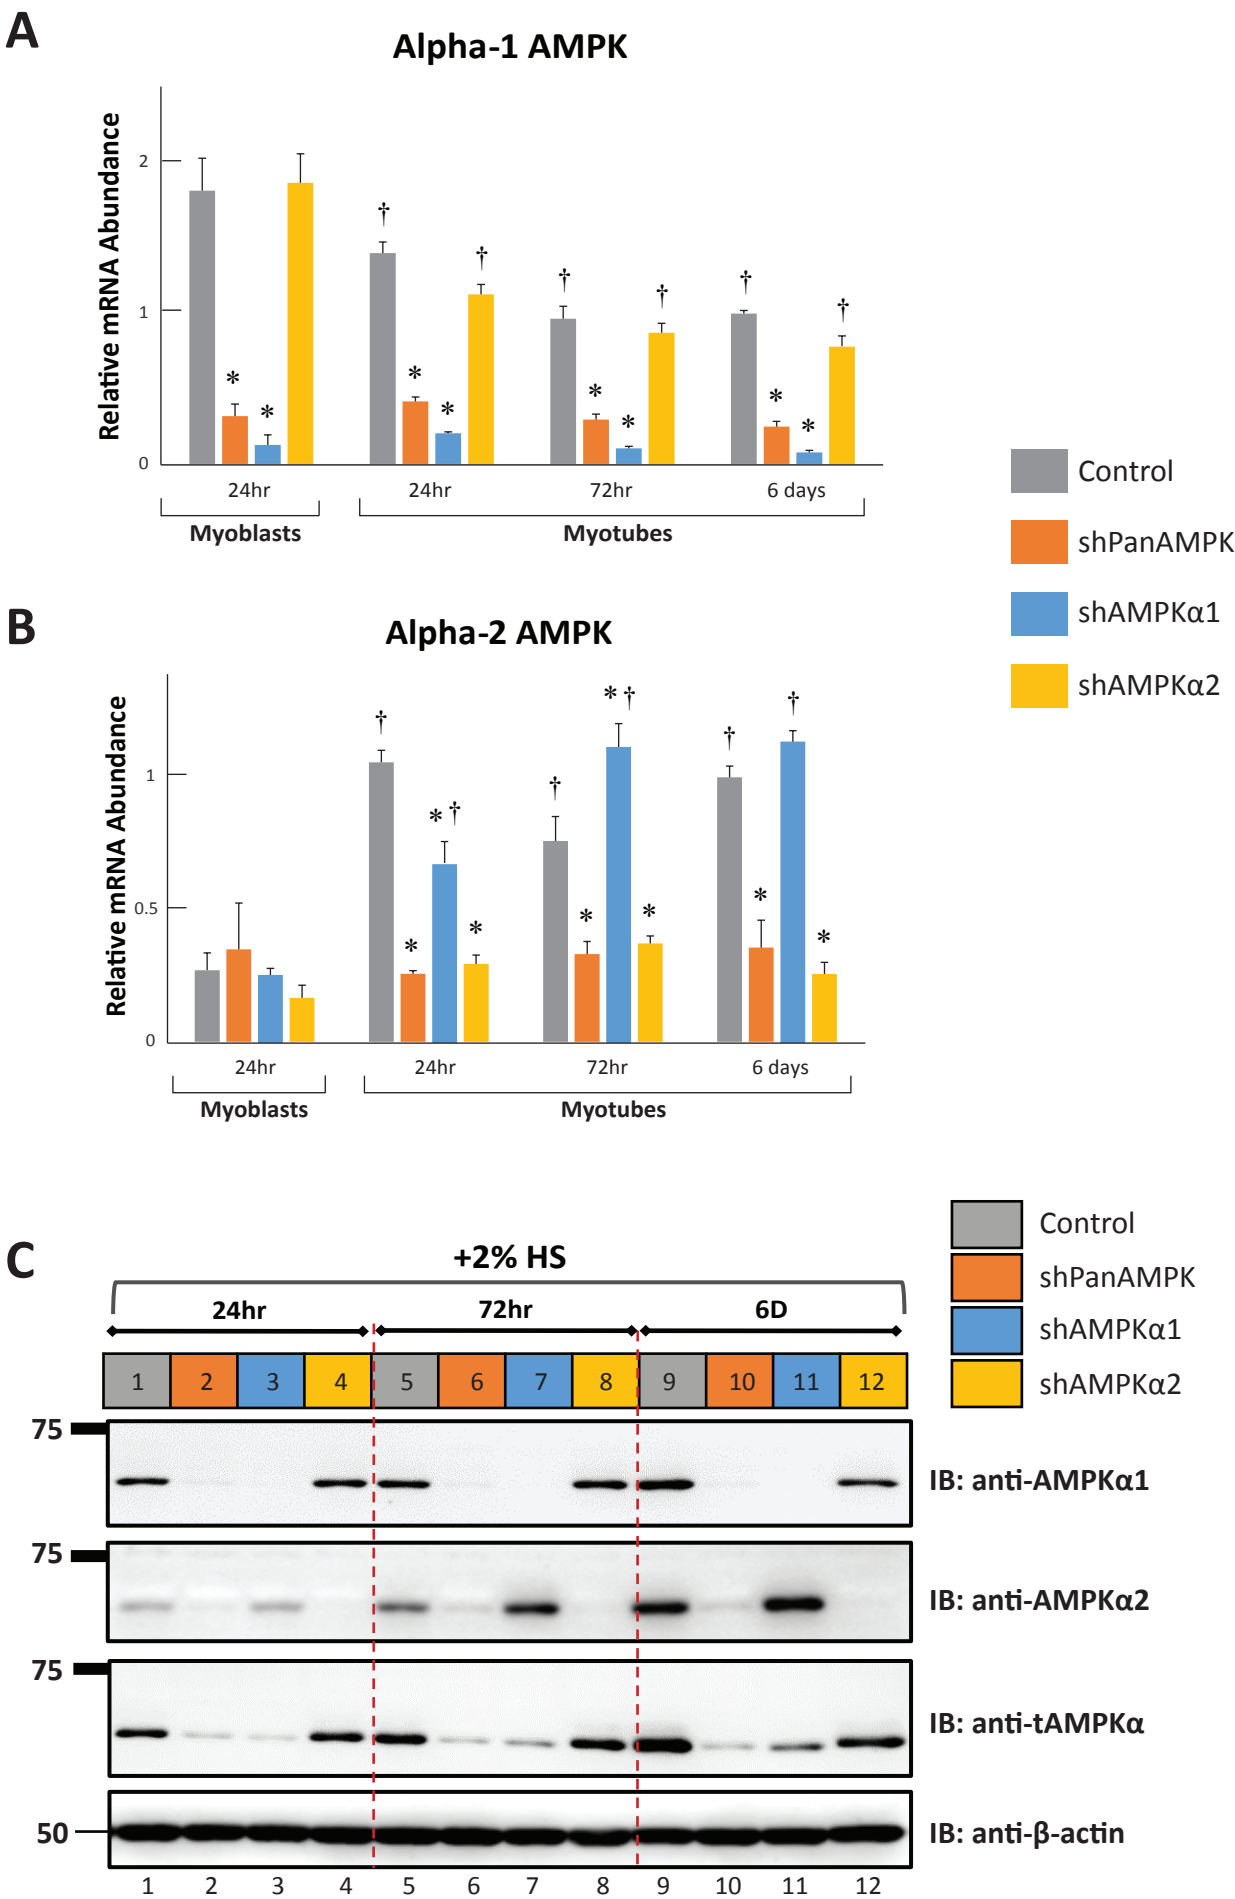 A
Alpha-1 AMPK
Relative mRNA Abundance
2
1
0
† † † † † †
* * * * * * * *
24hr 24hr 72hr 6 days
Myoblasts Myotubes
Control
shPanAMPK
shAMPKα1
shAMPKα2
B
Alpha-2 AMPK
Relative mRNA Abundance
1
0.5
0
† * † † * † † †
* * * * * *
24hr 24hr 72hr 6 days
Myoblasts Myotubes
C
+2% HS
24hr 72hr 6D
Control
shPanAMPK
shAMPKα1
shAMPKα2
1 2 3 4 5 6 7 8 9 10 11 12
75
IB: anti-AMPKα1
75
IB: anti-AMPKα2
75
IB: anti-tAMPKα
50
IB: anti-β-actin
1 2 3 4 5 6 7 8 9 10 11 12